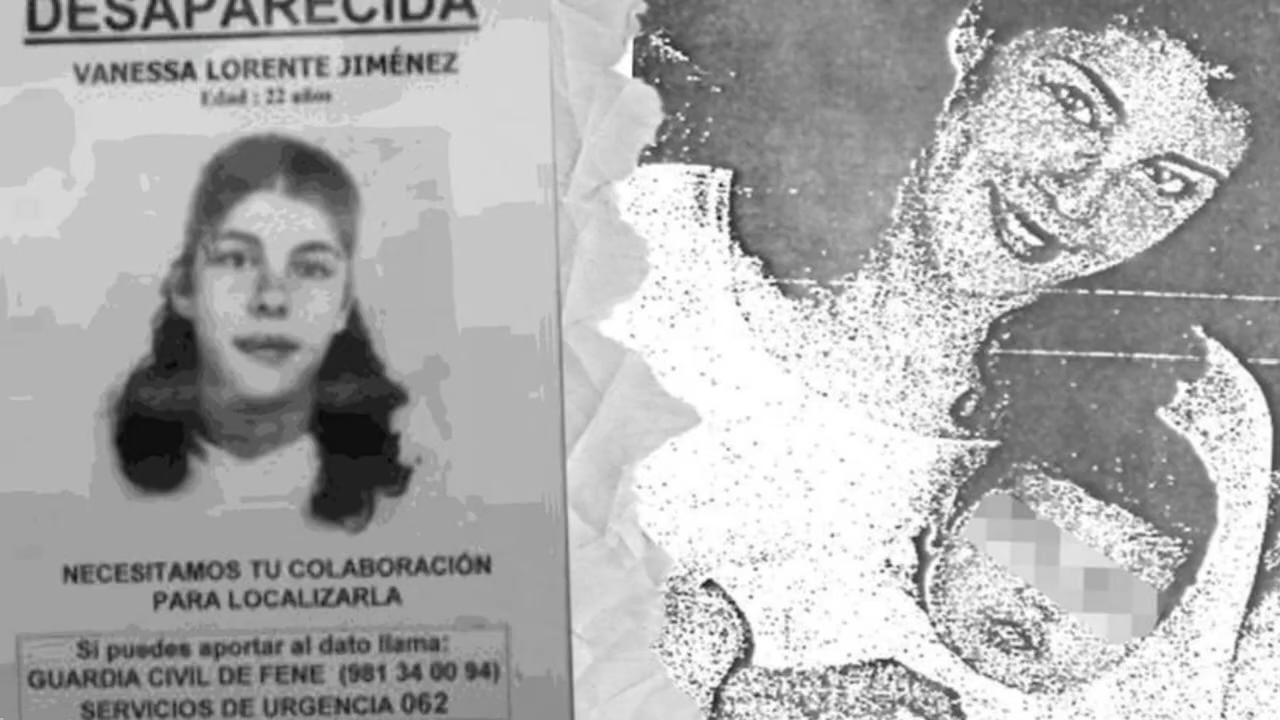 DESAPARECIDA
VANESSA LORENTE JIMÉNEZ
Edad : 22 años
NECESITAMOS TU COLABORACIÓN
PARA LOCALIZARLA
Si puedes aportar al dato llama:
GUARDIA CIVIL DE FENE (981 34 00 94)
SERVICIOS DE URGENCIA 062